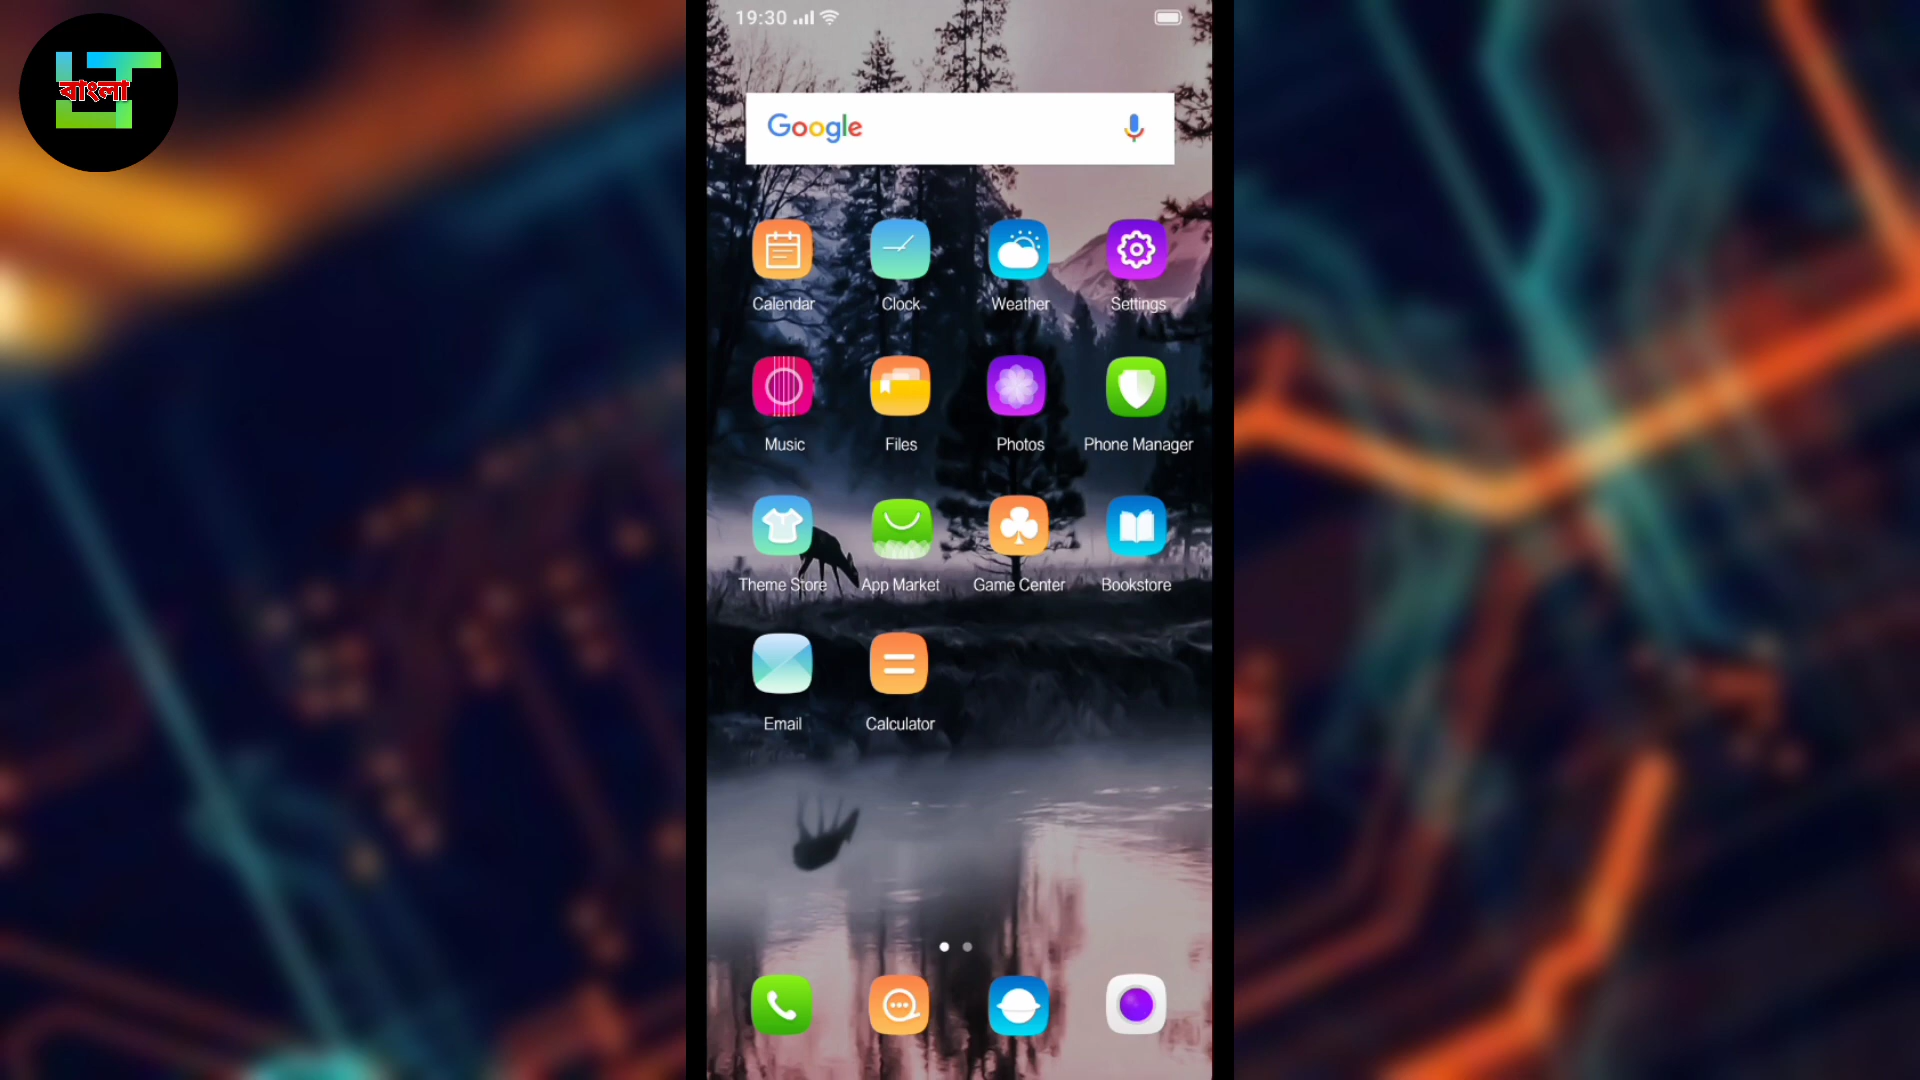 বাংলা
19:30
Google
Calendar Clock Weather Settings
Music Files Photos Phone Manager
Theme Store App Market Game Center Bookstore
Email Calculator